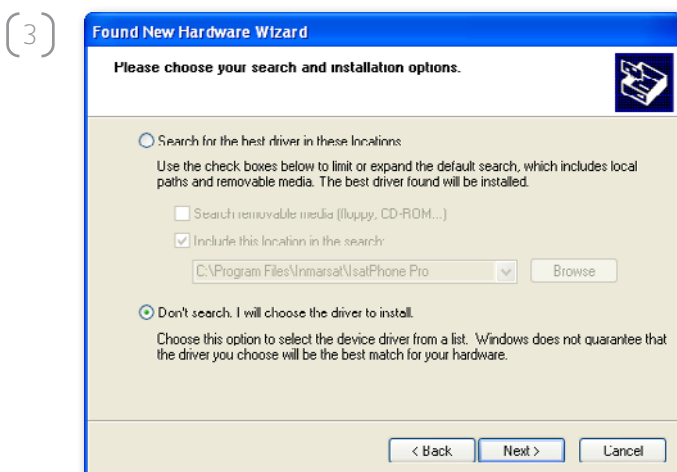 3
Found New Hardware Wizard
Please choose your search and installation options.
Search for the best driver in these locations
Use the check boxes below to limit or expand the default search, which includes local
paths and removable media. The best driver found will be installed.
Search removable media (floppy, CD-ROM...)
Include this location in the search:
C:\Program Files\Inmarsat\IsatPhone Pro
Browse
Don't search. I will choose the driver to install.
Choose this option to select the device driver from a list. Windows does not guarantee that
the driver you choose will be the best match for your hardware.
< Back Next > Cancel